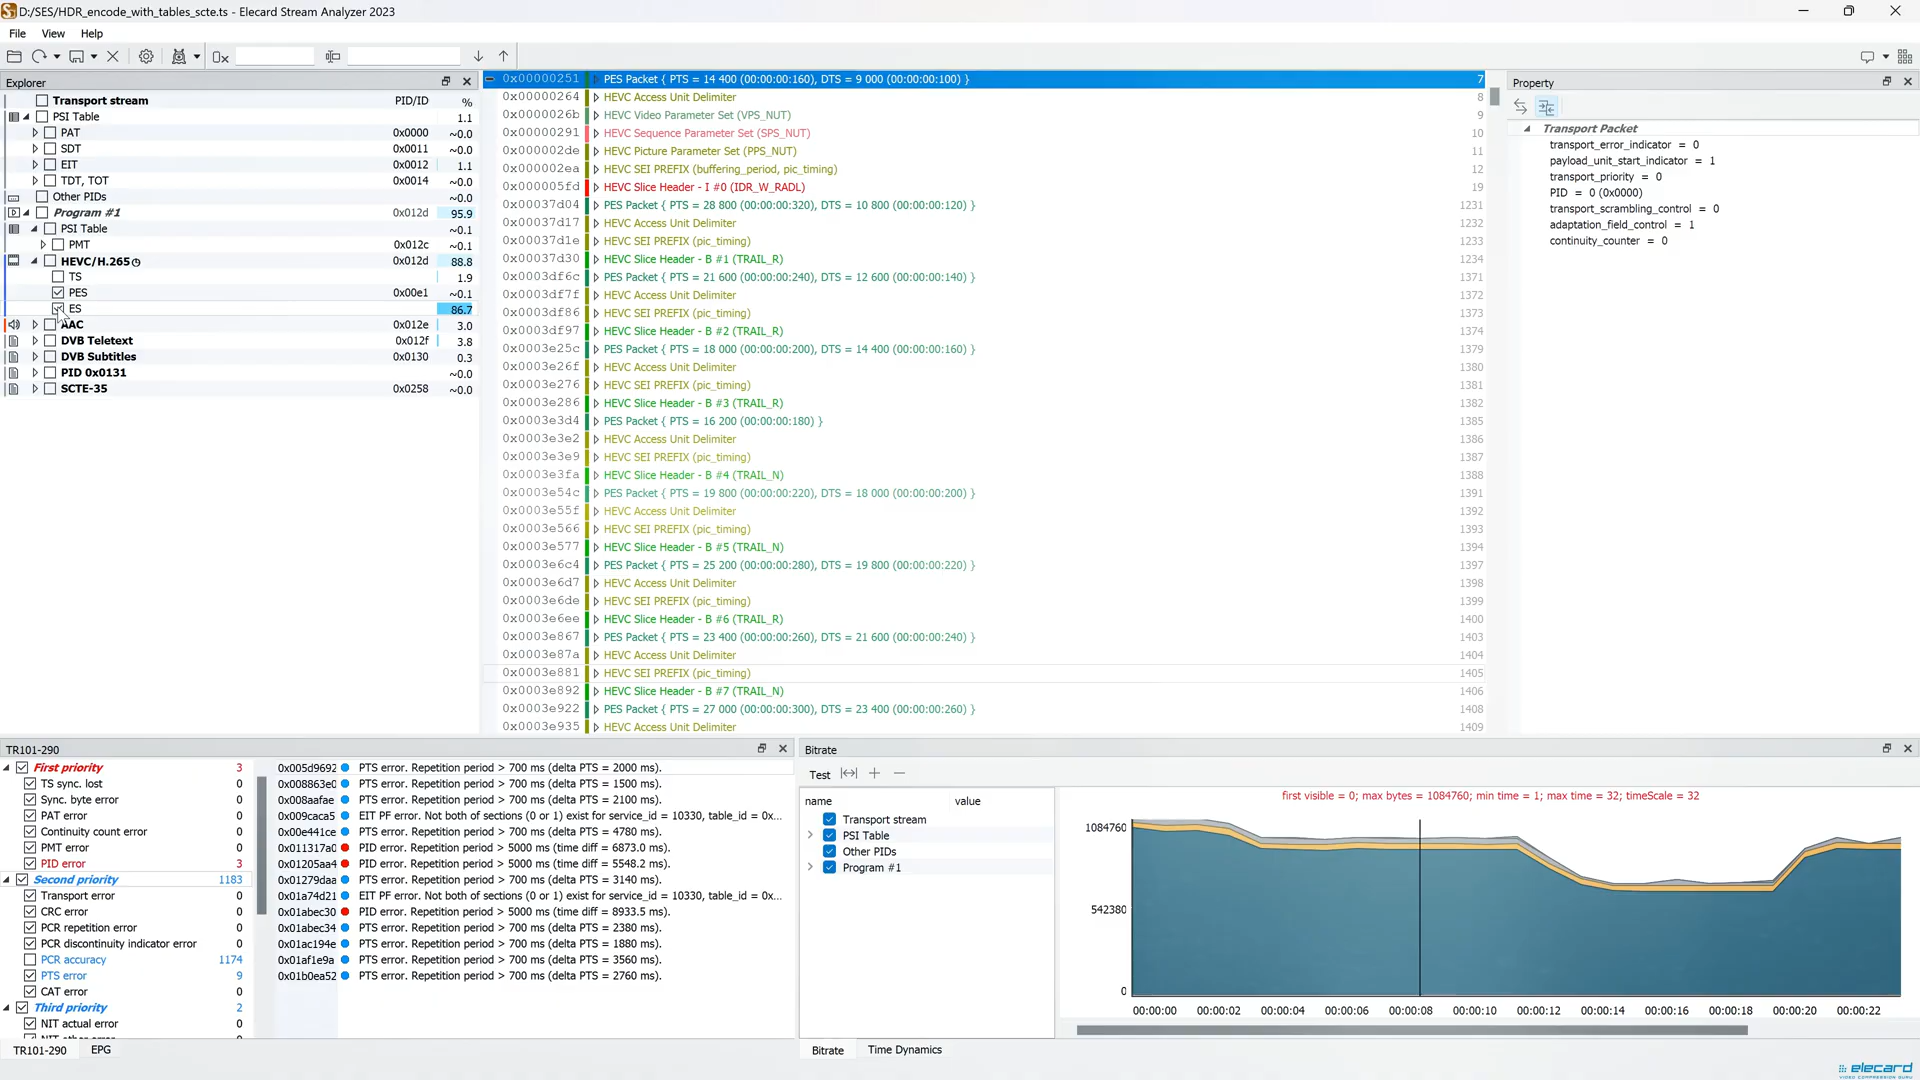 D:/SES/HDR_encode_with_tables_scte.ts - Elecard Stream Analyzer 2023
File View Help
Explorer
Transport stream PID/ID %
PSI Table 1.1
PAT 0x0000 ~0.0
SDT 0x0011 ~0.0
EIT 0x0012 1.1
TDT, TOT 0x0014 ~0.0
Other PIDs ~0.0
Program #1 0x012d 95.9
PSI Table ~0.1
PMT 0x012c ~0.1
HEVC/H.265 0x012d 88.8
TS 1.9
PES 0x00e1 ~0.1
ES 86.7
AAC 0x012e 3.0
DVB Teletext 0x012f 3.8
DVB Subtitles 0x0130 0.3
PID 0x0131 ~0.0
SCTE-35 0x0258 ~0.0
0x00000251 PES Packet { PTS = 14 400 (00:00:00:160), DTS = 9 000 (00:00:00:100) } 7
0x00000264 HEVC Access Unit Delimiter 8
0x0000026b HEVC Video Parameter Set (VPS_NUT) 9
0x00000291 HEVC Sequence Parameter Set (SPS_NUT) 10
0x000002de HEVC Picture Parameter Set (PPS_NUT) 11
0x000002ea HEVC SEI PREFIX (buffering_period, pic_timing) 12
0x000005fd HEVC Slice Header - I #0 (IDR_W_RADL) 19
0x00037d04 PES Packet { PTS = 28 800 (00:00:00:320), DTS = 10 800 (00:00:00:120) } 1231
0x00037d17 HEVC Access Unit Delimiter 1232
0x00037d1e HEVC SEI PREFIX (pic_timing) 1233
0x00037d30 HEVC Slice Header - B #1 (TRAIL_R) 1234
0x0003df6c PES Packet { PTS = 21 600 (00:00:00:240), DTS = 12 600 (00:00:00:140) } 1371
0x0003df7f HEVC Access Unit Delimiter 1372
0x0003df86 HEVC SEI PREFIX (pic_timing) 1373
0x0003df97 HEVC Slice Header - B #2 (TRAIL_R) 1374
0x0003e25c PES Packet { PTS = 18 000 (00:00:00:200), DTS = 14 400 (00:00:00:160) } 1379
0x0003e26f HEVC Access Unit Delimiter 1380
0x0003e276 HEVC SEI PREFIX (pic_timing) 1381
0x0003e286 HEVC Slice Header - B #3 (TRAIL_R) 1382
0x0003e3d4 PES Packet { PTS = 16 200 (00:00:00:180) } 1385
0x0003e3e2 HEVC Access Unit Delimiter 1386
0x0003e3e9 HEVC SEI PREFIX (pic_timing) 1387
0x0003e3fa HEVC Slice Header - B #4 (TRAIL_N) 1388
0x0003e54c PES Packet { PTS = 19 800 (00:00:00:220), DTS = 18 000 (00:00:00:200) } 1391
0x0003e55f HEVC Access Unit Delimiter 1392
0x0003e566 HEVC SEI PREFIX (pic_timing) 1393
0x0003e577 HEVC Slice Header - B #5 (TRAIL_N) 1394
0x0003e6c4 PES Packet { PTS = 25 200 (00:00:00:280), DTS = 19 800 (00:00:00:220) } 1397
0x0003e6d7 HEVC Access Unit Delimiter 1398
0x0003e6de HEVC SEI PREFIX (pic_timing) 1399
0x0003e6ee HEVC Slice Header - B #6 (TRAIL_R) 1400
0x0003e867 PES Packet { PTS = 23 400 (00:00:00:260), DTS = 21 600 (00:00:00:240) } 1403
0x0003e87a HEVC Access Unit Delimiter 1404
0x0003e881 HEVC SEI PREFIX (pic_timing) 1405
0x0003e892 HEVC Slice Header - B #7 (TRAIL_N) 1406
0x0003e922 PES Packet { PTS = 27 000 (00:00:00:300), DTS = 23 400 (00:00:00:260) } 1408
0x0003e935 HEVC Access Unit Delimiter 1409
Property
Transport Packet
transport_error_indicator = 0
payload_unit_start_indicator = 1
transport_priority = 0
PID = 0 (0x0000)
transport_scrambling_control = 0
adaptation_field_control = 1
continuity_counter = 0
TR101-290
First priority 3
TS sync. lost 0
Sync. byte error 0
PAT error 0
Continuity count error 0
PMT error 0
PID error 3
Second priority 1183
Transport error 0
CRC error 0
PCR repetition error 0
PCR discontinuity indicator error 0
PCR accuracy 1174
PTS error 9
CAT error 0
Third priority 2
NIT actual error 0
NIT other error 0
0x005d9692 PTS error. Repetition period > 700 ms (delta PTS = 2000 ms).
0x008863e0 PTS error. Repetition period > 700 ms (delta PTS = 1500 ms).
0x008aafae PTS error. Repetition period > 700 ms (delta PTS = 2100 ms).
0x009caca5 EIT PF error. Not both of sections (0 or 1) exist for service_id = 10330, table_id = 0x...
0x00e441ce PTS error. Repetition period > 700 ms (delta PTS = 4780 ms).
0x011317a0 PID error. Repetition period > 5000 ms (time diff = 6873.0 ms).
0x01205aa4 PID error. Repetition period > 5000 ms (time diff = 5548.2 ms).
0x01279daa PTS error. Repetition period > 700 ms (delta PTS = 3140 ms).
0x01a74d21 EIT PF error. Not both of sections (0 or 1) exist for service_id = 10330, table_id = 0x...
0x01abec30 PID error. Repetition period > 5000 ms (time diff = 8933.5 ms).
0x01abec34 PTS error. Repetition period > 700 ms (delta PTS = 2380 ms).
0x01ac194e PTS error. Repetition period > 700 ms (delta PTS = 1880 ms).
0x01af1e9a PTS error. Repetition period > 700 ms (delta PTS = 3560 ms).
0x01b0ea52 PTS error. Repetition period > 700 ms (delta PTS = 2760 ms).
TR101-290 EPG
Bitrate
Test
name value
Transport stream
PSI Table
Other PIDs
Program #1
first visible = 0; max bytes = 1084760; min time = 1; max time = 32; timeScale = 32
1084760
542380
0
00:00:00 00:00:02 00:00:04 00:00:06 00:00:08 00:00:10 00:00:12 00:00:14 00:00:16 00:00:18 00:00:20 00:00:22
Bitrate Time Dynamics
elecard
VIDEO COMPRESSION GURU